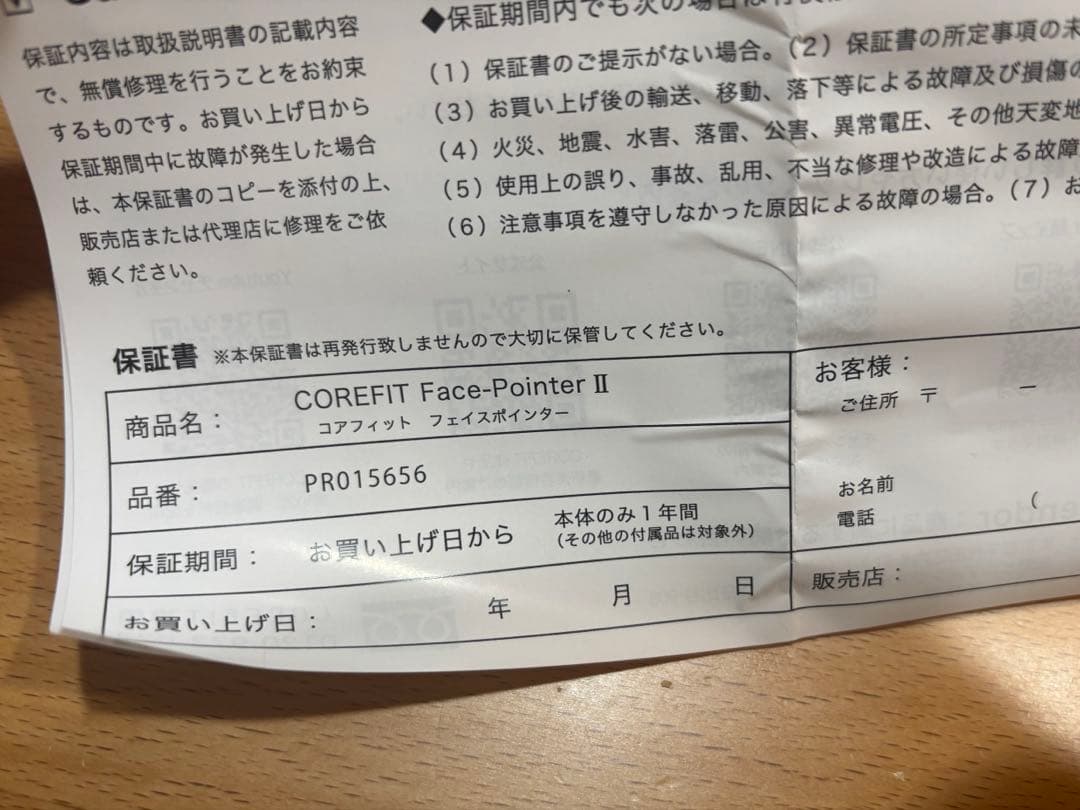 ◆保証期間内でも次の場合は有償
保証内容は取扱説明書の記載内容
で、無償修理を行うことをお約束
するものです。お買い上げ日から
保証期間中に故障が発生した場合
は、本保証書のコピーを添付の上、
販売店または代理店に修理をご依
頼ください。
(1)保証書のご提示がない場合。(2)保証書の所定事項の未
(3)お買い上げ後の輸送、移動、落下等による故障及び損傷の
(4)火災、地震、水害、落雷、公害、異常電圧、その他天変地
(5)使用上の誤り、事故、乱用、不当な修理や改造による故障
(6)注意事項を遵守しなかった原因による故障の場合。(7)お
保証書 ※本保証書は再発行致しませんので大切に保管してください。
商品名: COREFIT Face-Pointer II
コアフィット フェイスポインター
品番: PR015656
保証期間: お買い上げ日から 本体のみ1年間
(その他の付属品は対象外)
お買い上げ日: 年 月 日
お客様:
ご住所 〒 ー
お名前
電話 (
販売店: